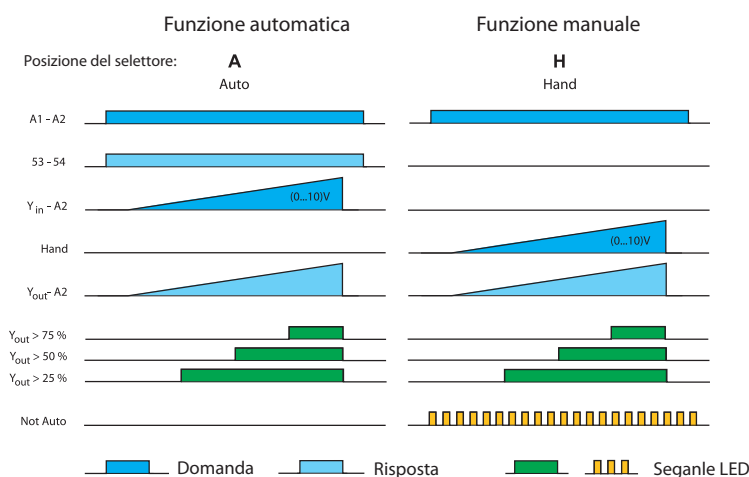 Funzione automatica Funzione manuale
Posizione del selettore: A H
Auto Hand
A1 - A2
53 - 54
Y in - A2 (0...10)V
Hand (0...10)V
Yout- A2
Yout > 75 %
Yout > 50 %
Yout > 25 %
Not Auto
Domanda Risposta Seqanle LED